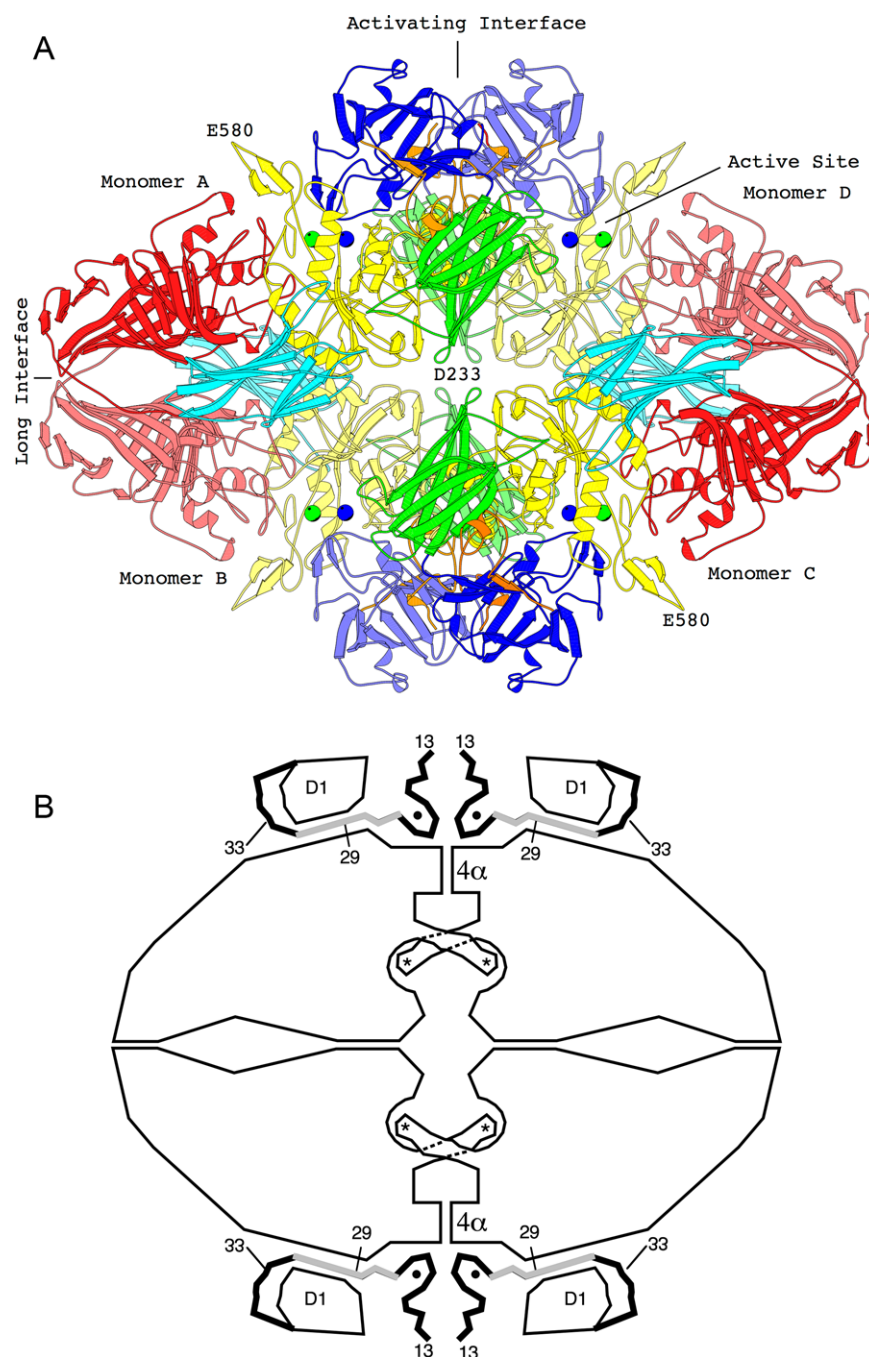 Activating Interface
A
E580
Active Site
Monomer A
Monomer D
Long Interface
D233
Monomer B
Monomer C
E580
B
13 13
D1 D1
33 29 29 33
4α
* *
* *
4α
33 29 29 33
D1 D1
13 13